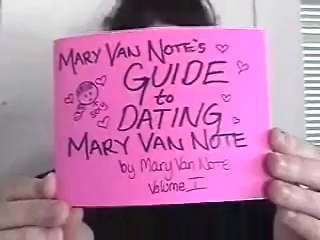 MARY VAN NOTE'S
GUIDE
to
DATING
MARY VAN NOTE
by Mary Van Note
Volume I